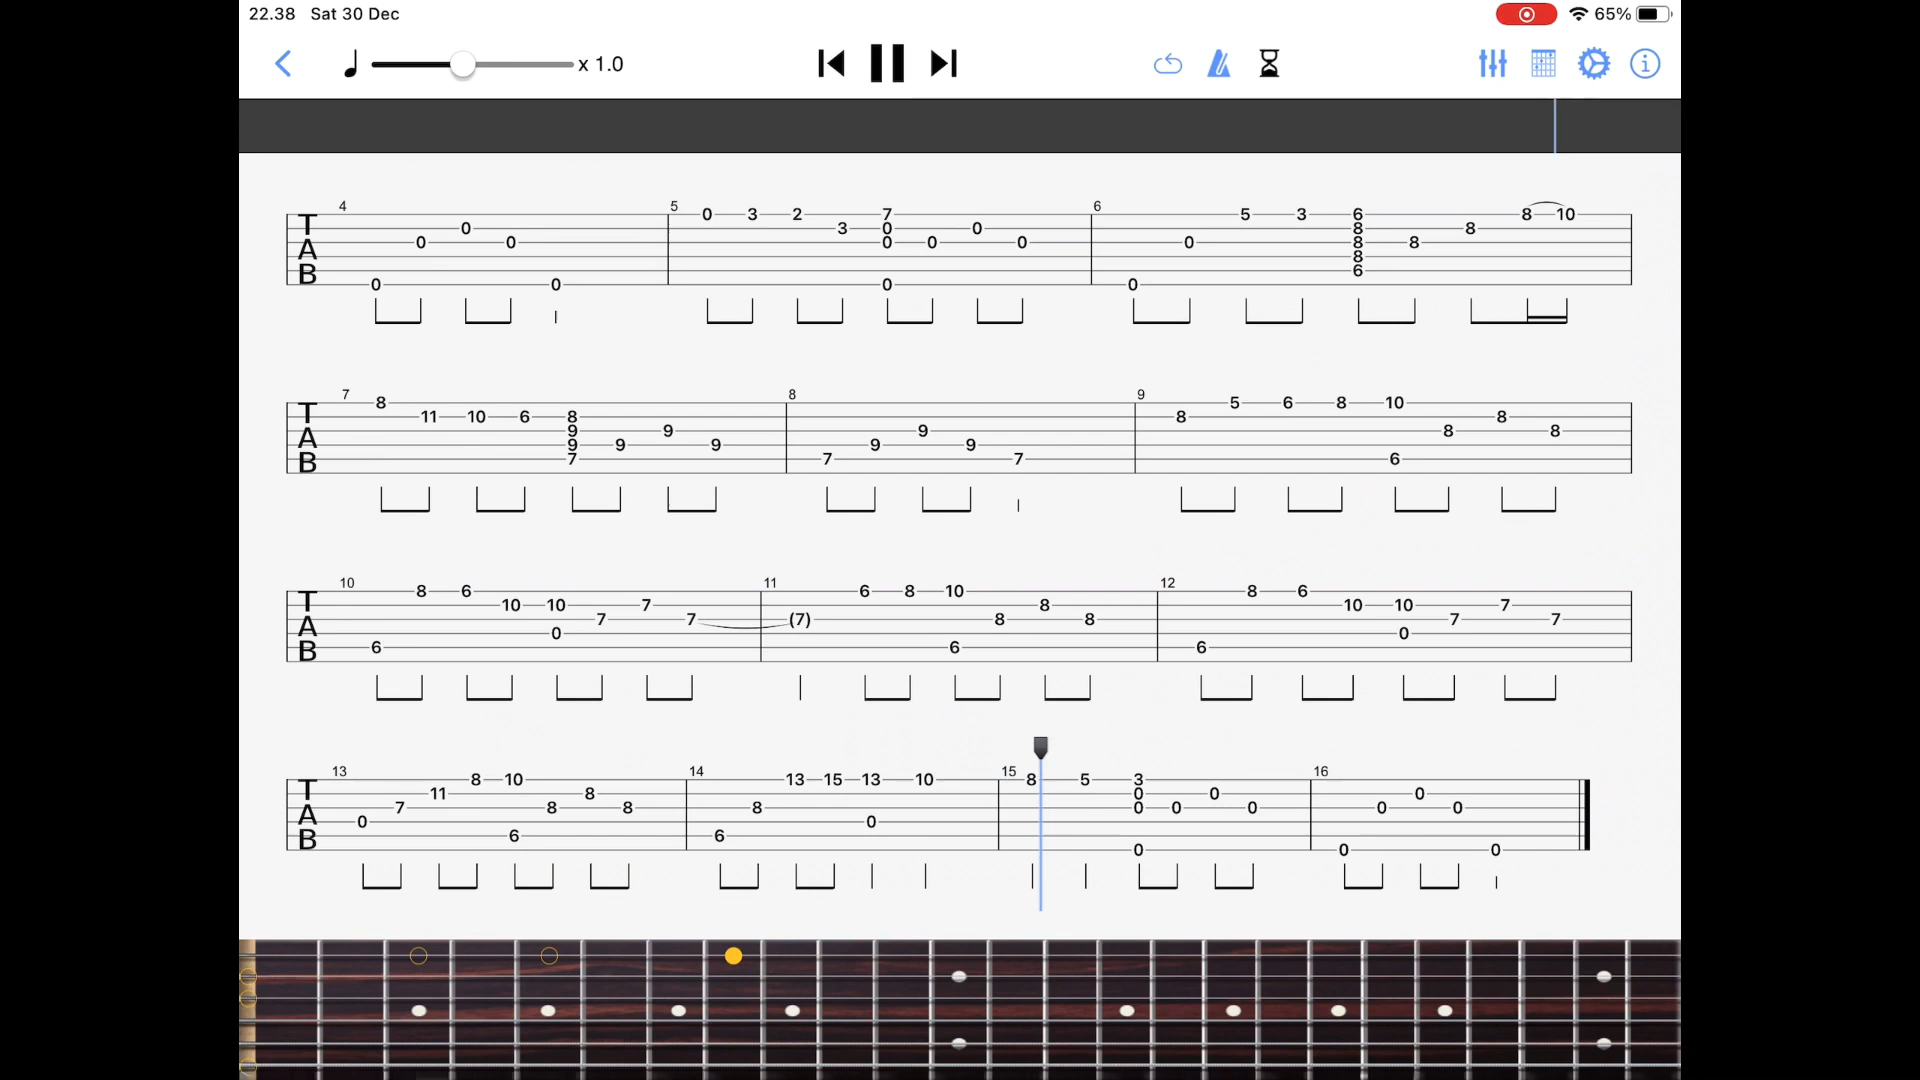 22.38 Sat 30 Dec 65%
x 1.0
4 5 6
T 0 3 2 7 5 3 6 8 10
A 0 3 0 0 8 8
B 0 0 0 0 0 0 0 8 8
8
6
0 0 0 0
7 8 9
T 8 5 6 8 10
A 11 10 6 8 8 8
B 9 9 9 8 8
9 9 9 9 9
7 7 7 6
10 11 12
T 8 6 6 8 10 8 6
A 10 10 7 8 10 10 7
B 7 7 (7) 8 8 7 7
0 0
6 6 6
13 14 15 16
T 8 10 13 15 13 10 8 5 3
A 11 8 0 0 0
B 7 8 8 8 0 0 0 0 0
0 0
6 6
0 0 0